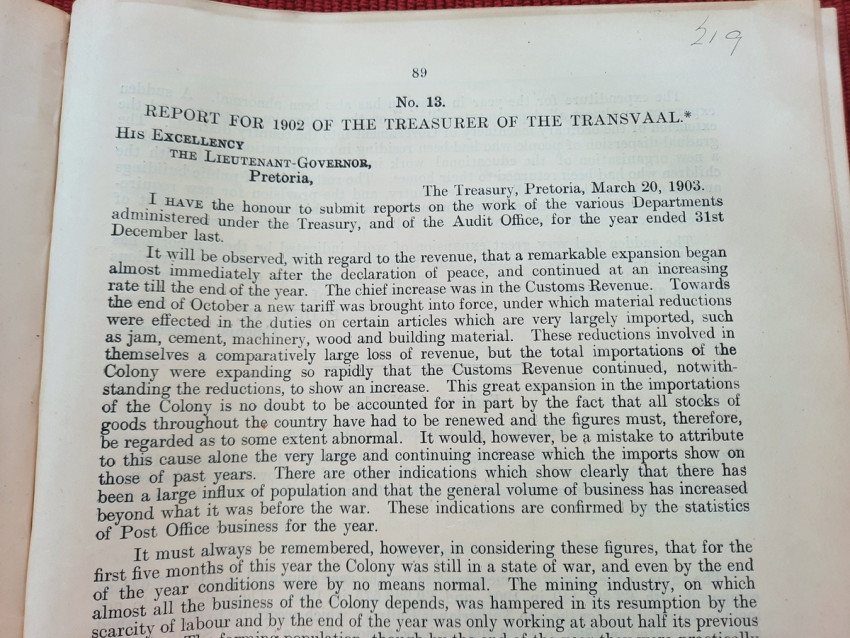 219
89
No. 13.
REPORT FOR 1902 OF THE TREASURER OF THE TRANSVAAL.*
HIS EXCELLENCY
THE LIEUTENANT-GOVERNOR,
Pretoria,
The Treasury, Pretoria, March 20, 1903.
I HAVE the honour to submit reports on the work of the various Departments
administered under the Treasury, and of the Audit Office, for the year ended 31st
December last.
It will be observed, with regard to the revenue, that a remarkable expansion began
almost immediately after the declaration of peace, and continued at an increasing
rate till the end of the year. The chief increase was in the Customs Revenue. Towards
the end of October a new tariff was brought into force, under which material reductions
were effected in the duties on certain articles which are very largely imported, such
as jam, cement, machinery, wood and building material. These reductions involved in
themselves a comparatively large loss of revenue, but the total importations of the
Colony were expanding so rapidly that the Customs Revenue continued, notwith-
standing the reductions, to show an increase. This great expansion in the importations
of the Colony is no doubt to be accounted for in part by the fact that all stocks of
goods throughout the country have had to be renewed and the figures must, therefore,
be regarded as to some extent abnormal. It would, however, be a mistake to attribute
to this cause alone the very large and continuing increase which the imports show on
those of past years. There are other indications which show clearly that there has
been a large influx of population and that the general volume of business has increased
beyond what it was before the war. These indications are confirmed by the statistics
of Post Office business for the year.
It must always be remembered, however, in considering these figures, that for the
first five months of this year the Colony was still in a state of war, and even by the end
of the year conditions were by no means normal. The mining industry, on which
almost all the business of the Colony depends, was hampered in its resumption by the
scarcity of labour and by the end of the year was only working at about half its previous